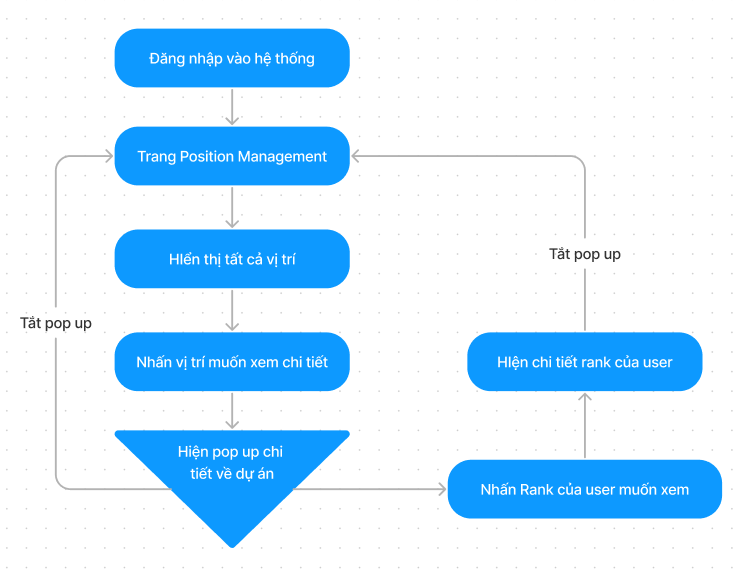 Đăng nhập vào hệ thống
Trang Position Management
HIển thị tất cả vị trí
Tắt pop up
Tắt pop up
Nhấn vị trí muốn xem chi tiết
HIện chi tiết rank của user
Hiện pop up chi
tiết về dự án
Nhấn Rank của user muốn xem